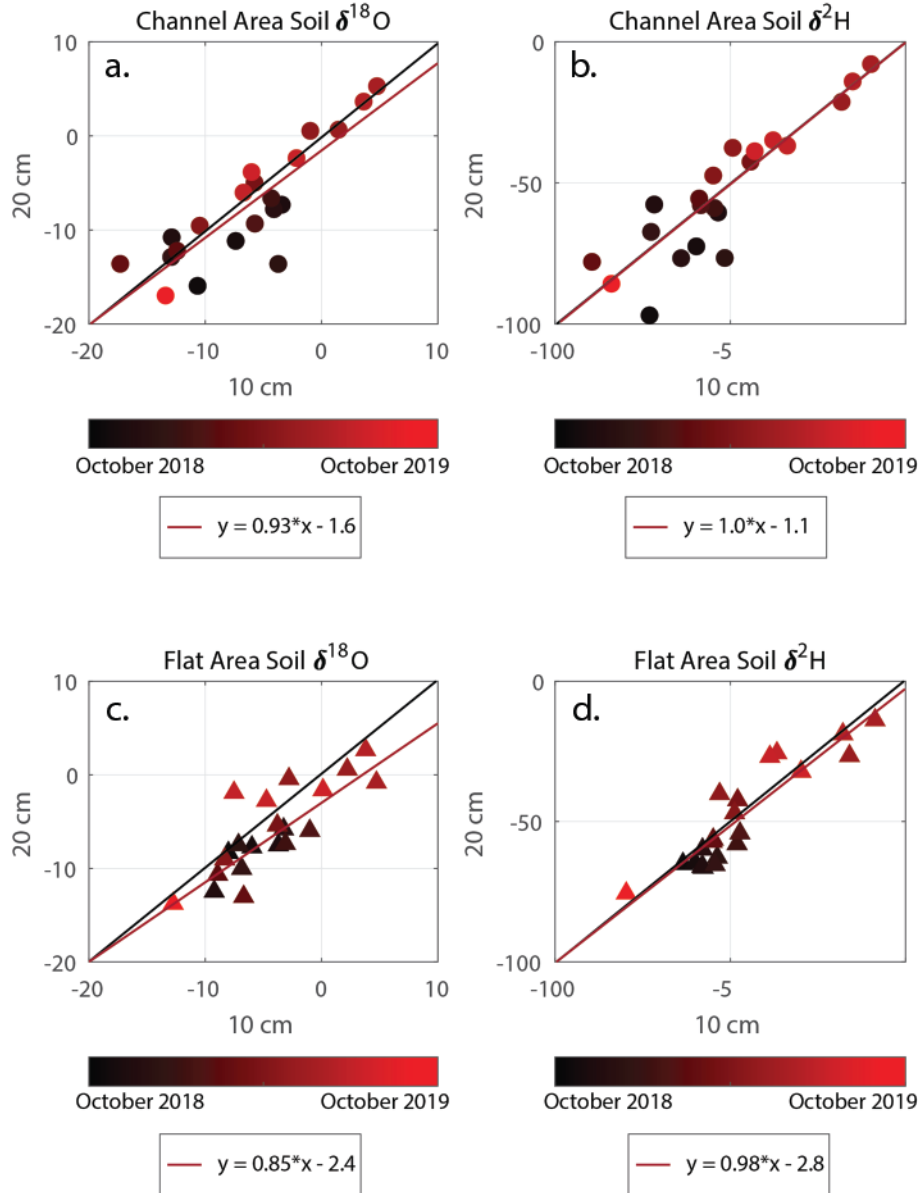 Channel Area Soil δ¹⁸O
a.
10
0
-10
-20
20 cm
-20 -10 0 10
10 cm
October 2018 October 2019
y = 0.93*x - 1.6
Channel Area Soil δ²H
b.
0
-50
-100
20 cm
-100 -5
10 cm
October 2018 October 2019
y = 1.0*x - 1.1
Flat Area Soil δ¹⁸O
c.
10
0
-10
-20
20 cm
-20 -10 0 10
10 cm
October 2018 October 2019
y = 0.85*x - 2.4
Flat Area Soil δ²H
d.
0
-50
-100
20 cm
-100 -5
10 cm
October 2018 October 2019
y = 0.98*x - 2.8